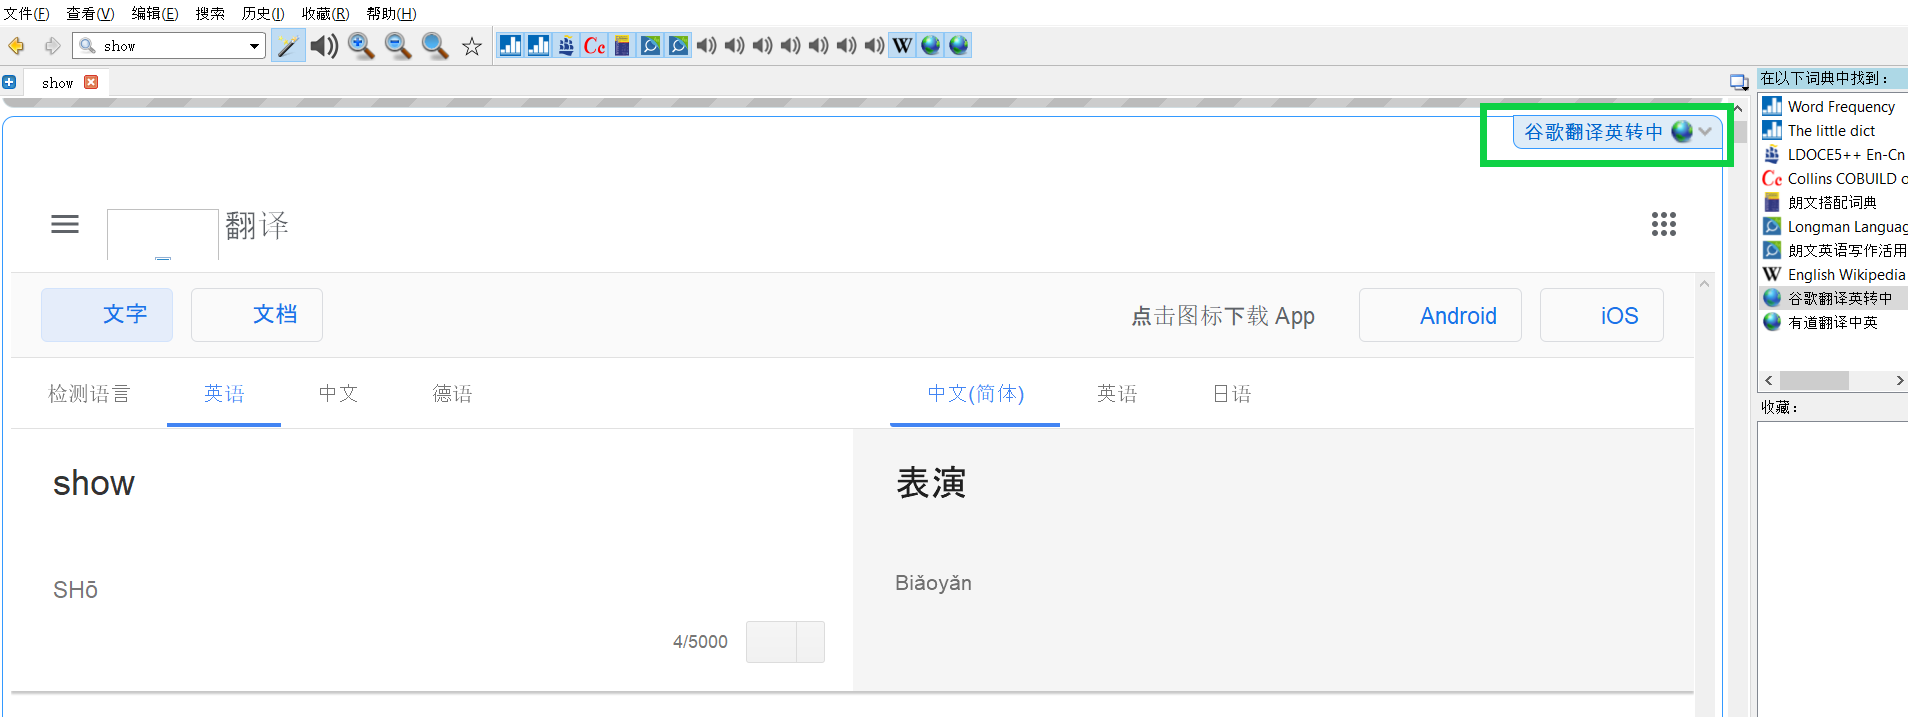 文件(F) 查看(V) 编辑(E) 搜索 历史(I) 收藏(R) 帮助(H)
show
Cc
W
show
在以下词典中找到：
谷歌翻译英转中
Word Frequency
The little dict
LDOCE5++ En-Cn
Cc Collins COBUILD
朗文搭配词典
Longman Languag
朗文英语写作活用
W English Wikipedia
谷歌翻译英转中
有道翻译中英
收藏：
翻译
文字 文档 点击图标下载 App Android iOS
检测语言 英语 中文 德语 中文(简体) 英语 日语
show
表演
SHō
Biǎoyǎn
4/5000